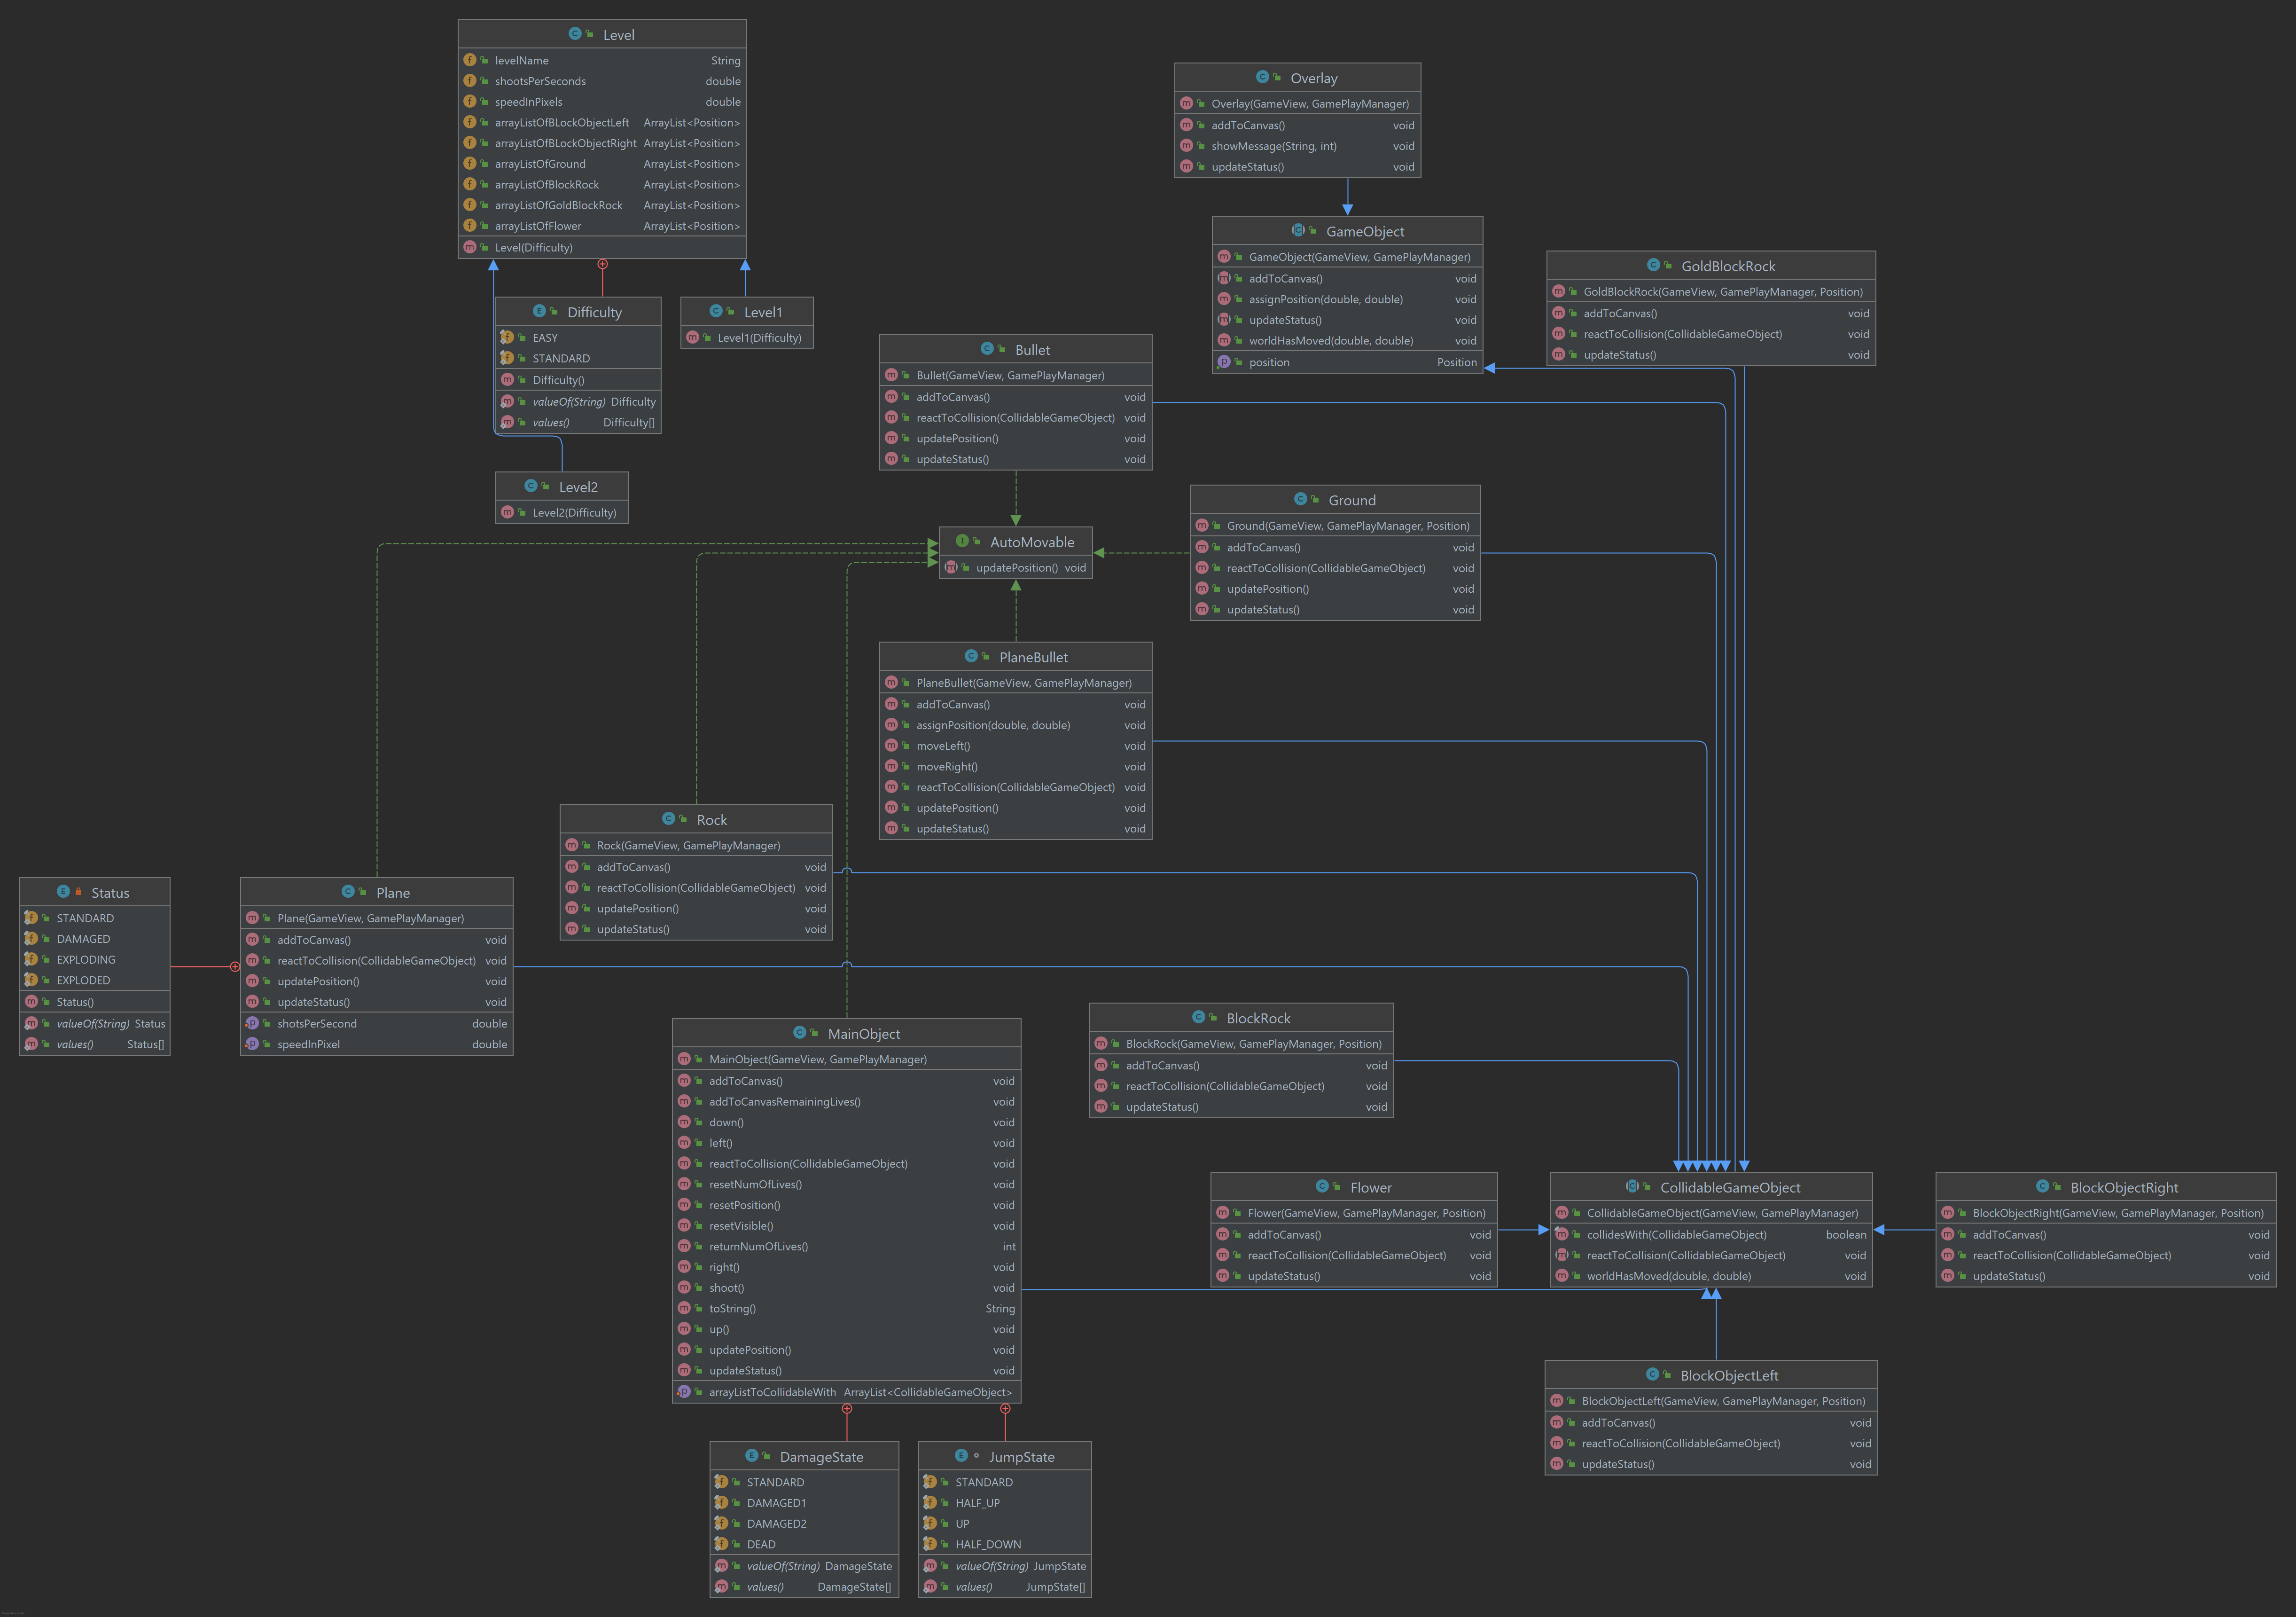 Level
levelName String
shootsPerSeconds double
speedInPixels double
arrayListOfBLockObjectLeft ArrayList<Position>
arrayListOfBLockObjectRight ArrayList<Position>
arrayListOfGround ArrayList<Position>
arrayListOfBlockRock ArrayList<Position>
arrayListOfGoldBlockRock ArrayList<Position>
arrayListOfFlower ArrayList<Position>
Level(Difficulty)
Overlay
Overlay(GameView, GamePlayManager)
addToCanvas() void
showMessage(String, int) void
updateStatus() void
GameObject
GameObject(GameView, GamePlayManager)
addToCanvas() void
assignPosition(double, double) void
updateStatus() void
worldHasMoved(double, double) void
position Position
GoldBlockRock
GoldBlockRock(GameView, GamePlayManager, Position)
addToCanvas() void
reactToCollision(CollidableGameObject) void
updateStatus() void
Difficulty
EASY
STANDARD
Difficulty()
valueOf(String) Difficulty
values() Difficulty[]
Level1
Level1(Difficulty)
Bullet
Bullet(GameView, GamePlayManager)
addToCanvas() void
reactToCollision(CollidableGameObject) void
updatePosition() void
updateStatus() void
Level2
Level2(Difficulty)
Ground
Ground(GameView, GamePlayManager, Position)
addToCanvas() void
reactToCollision(CollidableGameObject) void
updatePosition() void
updateStatus() void
AutoMovable
updatePosition() void
PlaneBullet
PlaneBullet(GameView, GamePlayManager)
addToCanvas() void
assignPosition(double, double) void
moveLeft() void
moveRight() void
reactToCollision(CollidableGameObject) void
updatePosition() void
updateStatus() void
Rock
Rock(GameView, GamePlayManager)
addToCanvas() void
reactToCollision(CollidableGameObject) void
updatePosition() void
updateStatus() void
Status
STANDARD
DAMAGED
EXPLODING
EXPLODED
Status()
valueOf(String) Status
values() Status[]
Plane
Plane(GameView, GamePlayManager)
addToCanvas() void
reactToCollision(CollidableGameObject) void
updatePosition() void
updateStatus() void
shotsPerSecond double
speedInPixel double
MainObject
MainObject(GameView, GamePlayManager)
addToCanvas() void
addToCanvasRemainingLives() void
down() void
left() void
reactToCollision(CollidableGameObject) void
resetNumOfLives() void
resetPosition() void
resetVisible() void
returnNumOfLives() int
right() void
shoot() void
toString() String
up() void
updatePosition() void
updateStatus() void
arrayListToCollidableWith ArrayList<CollidableGameObject>
BlockRock
BlockRock(GameView, GamePlayManager, Position)
addToCanvas() void
reactToCollision(CollidableGameObject) void
updateStatus() void
Flower
Flower(GameView, GamePlayManager, Position)
addToCanvas() void
reactToCollision(CollidableGameObject) void
updateStatus() void
CollidableGameObject
CollidableGameObject(GameView, GamePlayManager)
collidesWith(CollidableGameObject) boolean
reactToCollision(CollidableGameObject) void
worldHasMoved(double, double) void
BlockObjectRight
BlockObjectRight(GameView, GamePlayManager, Position)
addToCanvas() void
reactToCollision(CollidableGameObject) void
updateStatus() void
BlockObjectLeft
BlockObjectLeft(GameView, GamePlayManager, Position)
addToCanvas() void
reactToCollision(CollidableGameObject) void
updateStatus() void
DamageState
STANDARD
DAMAGED1
DAMAGED2
DEAD
valueOf(String) DamageState
values() DamageState[]
JumpState
STANDARD
HALF_UP
UP
HALF_DOWN
valueOf(String) JumpState
values() JumpState[]